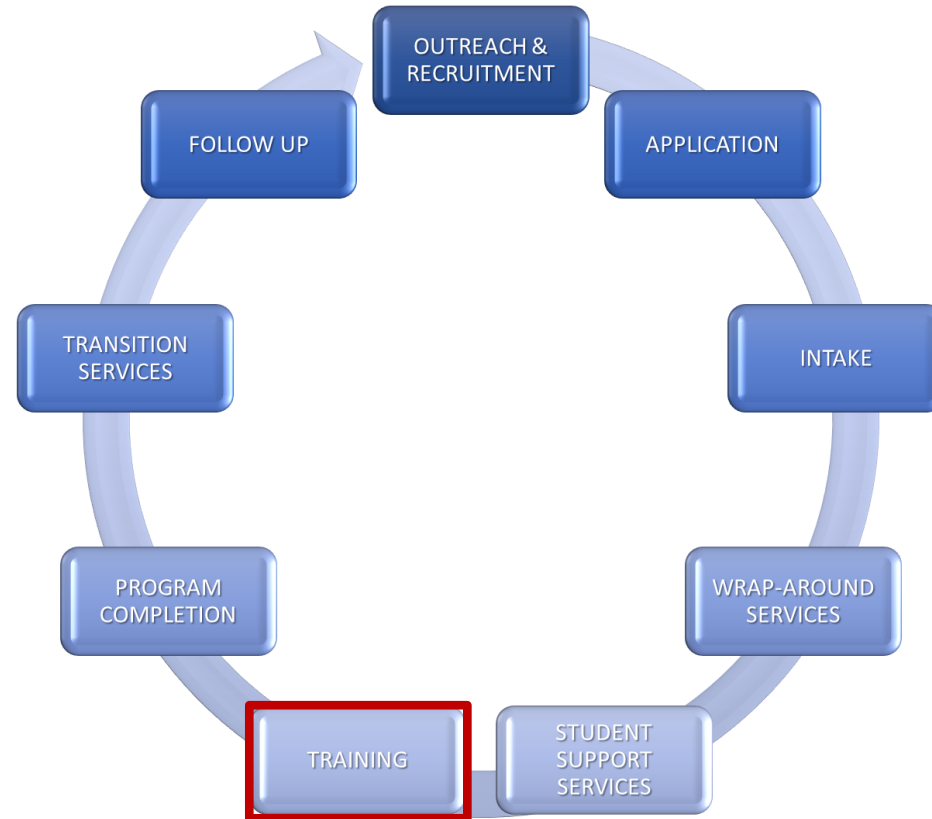 OUTREACH &
RECRUITMENT
APPLICATION
INTAKE
WRAP-AROUND
SERVICES
STUDENT
SUPPORT
SERVICES
TRAINING
PROGRAM
COMPLETION
TRANSITION
SERVICES
FOLLOW UP